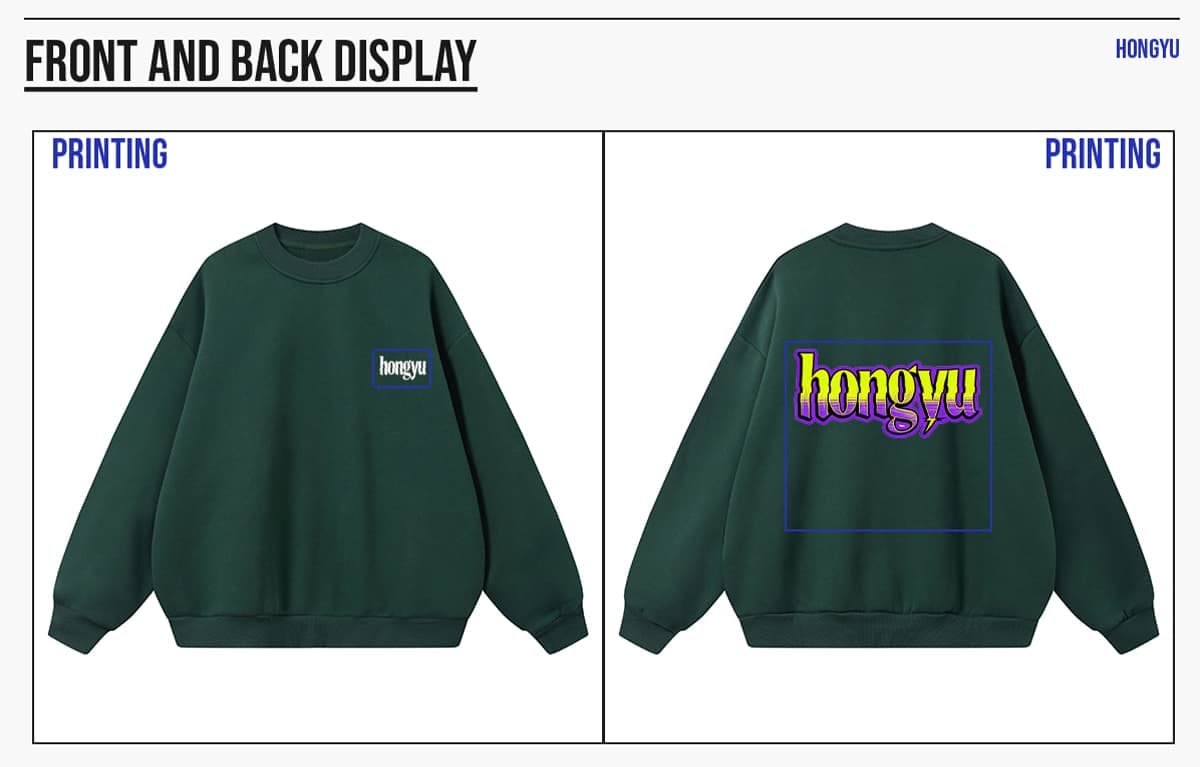 FRONT AND BACK DISPLAY
HONGYU
PRINTING
PRINTING
hongyu
hongyu